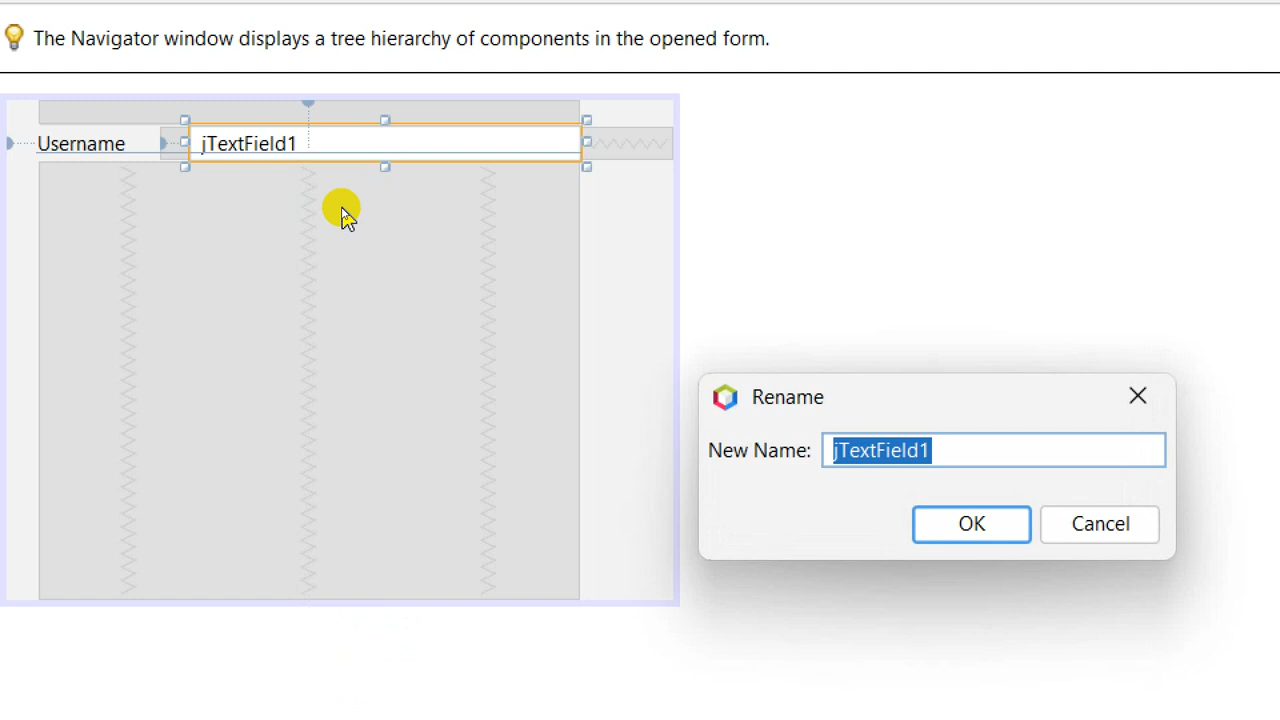 The Navigator window displays a tree hierarchy of components in the opened form.
Username jTextField1
Rename
New Name: jTextField1
OK Cancel